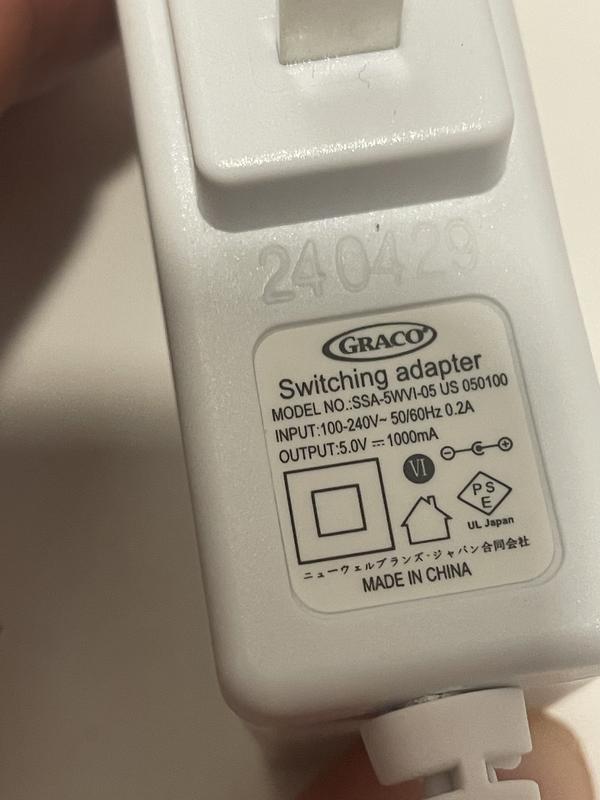 240429
GRACO
Switching adapter
MODEL NO.:SSA-5WVI-05 US 050100
INPUT:100-240V~ 50/60Hz 0.2A
OUTPUT:5.0V ⎓ 1000mA
VI
PS
E
UL Japan
ニューウェルブランズ・ジャパン合同会社
MADE IN CHINA